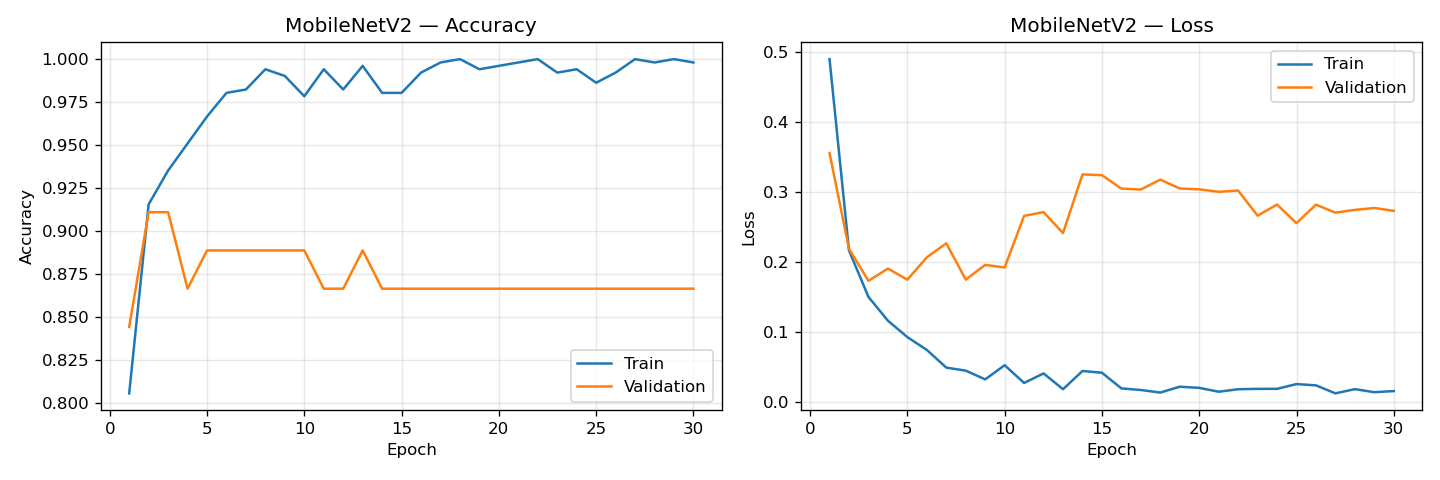 MobileNetV2 — Accuracy
1.000
0.975
0.950
0.925
0.900
0.875
0.850
0.825
0.800
Accuracy
Train
Validation
0 5 10 15 20 25 30
Epoch
MobileNetV2 — Loss
0.5
0.4
0.3
0.2
0.1
0.0
Loss
Train
Validation
0 5 10 15 20 25 30
Epoch